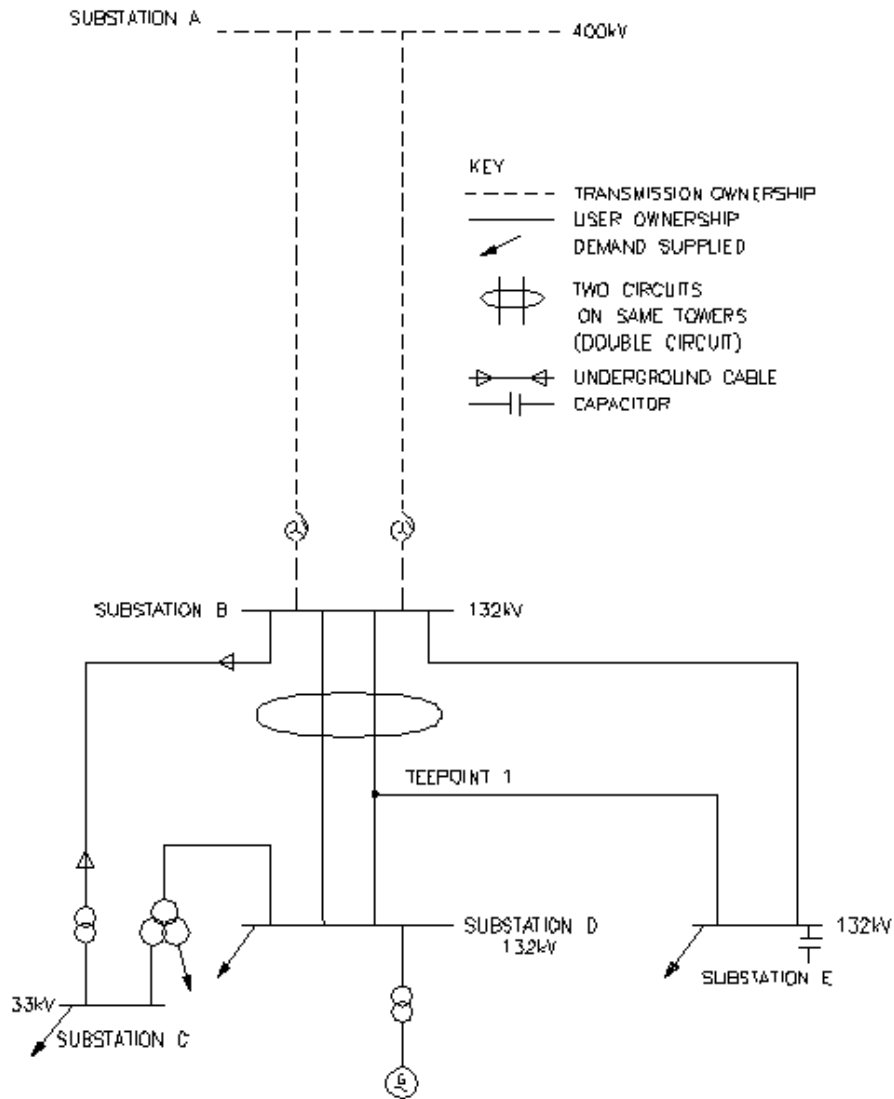 SUBSTATION A
400kV
KEY
TRANSMISSION OWNERSHIP
USER OWNERSHIP
DEMAND SUPPLIED
TWO CIRCUITS
ON SAME TOWERS
(DOUBLE CIRCUIT)
UNDERGROUND CABLE
CAPACITOR
SUBSTATION B
132kV
TEEPOINT 1
SUBSTATION D
132kV
132kV
SUBSTATION E
33kV
SUBSTATION C
G